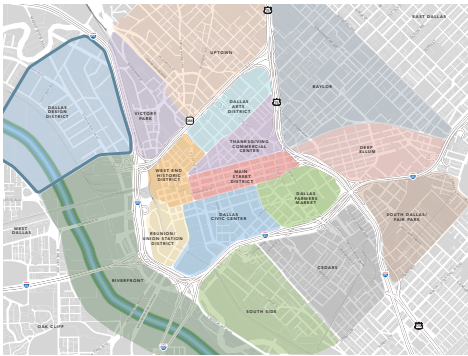 EAST DALLAS
UPTOWN
BAYLOR
DALLAS
DESIGN
DISTRICT
DALLAS
ARTS
DISTRICT
VICTORY
PARK
THANKSGIVING
COMMERCIAL
CENTER
DEEP
ELLUM
WEST END
HISTORIC
DISTRICT
MAIN
STREET
DISTRICT
DALLAS
FARMERS
MARKET
DALLAS
CIVIC CENTER
SOUTH DALLAS/
FAIR PARK
WEST
DALLAS
REUNION/
UNION STATION
DISTRICT
CEDARS
RIVERFRONT
SOUTH SIDE
OAK CLIFF